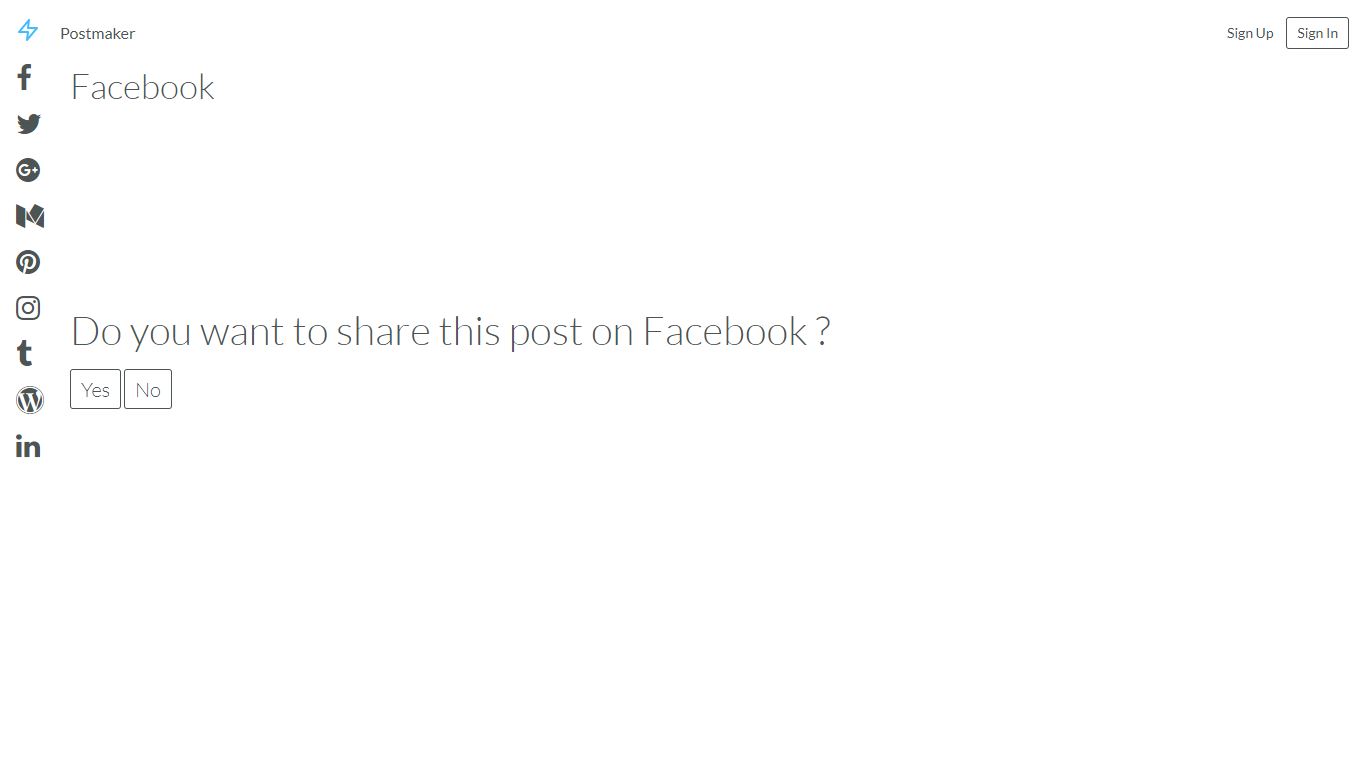 Postmaker
Sign Up
Sign In
Facebook
Do you want to share this post on Facebook ?
Yes
No